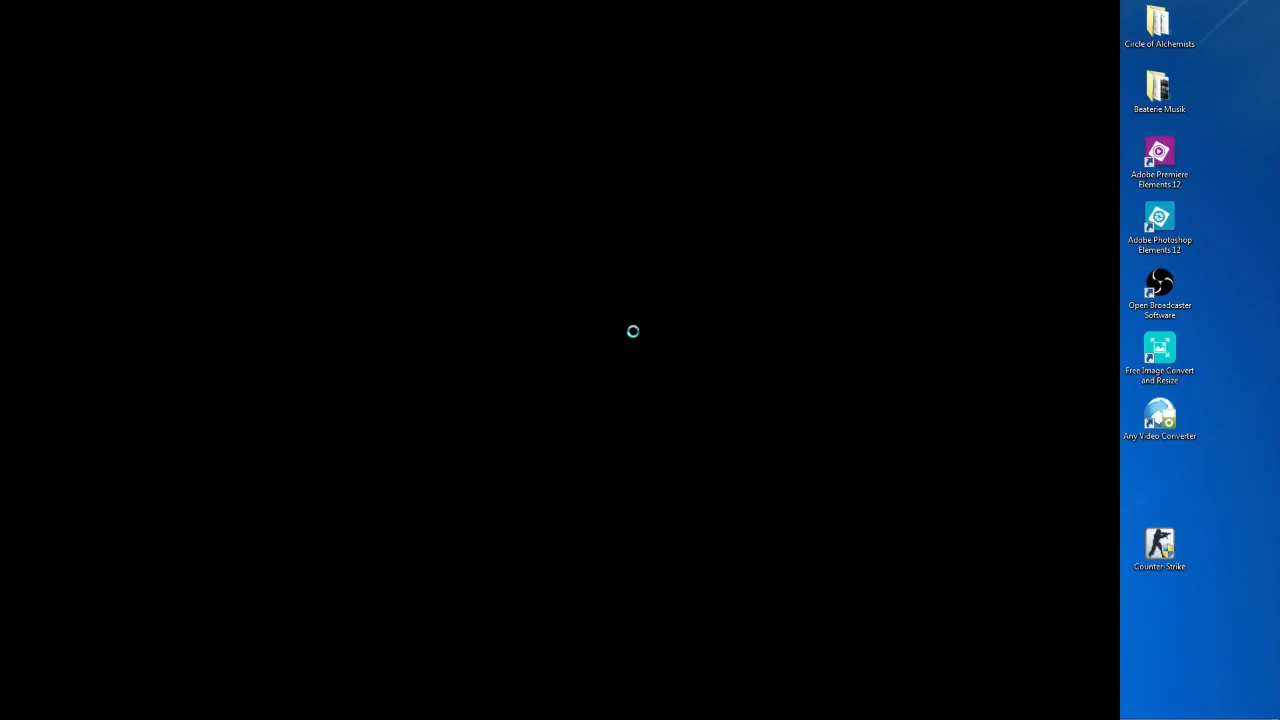 Circle of Alchemists
Beaterie Musik
Adobe Premiere
Elements 12
Adobe Photoshop
Elements 12
Open Broadcaster
Software
Free Image Convert
and Resize
Any Video Converter
Counter-Strike